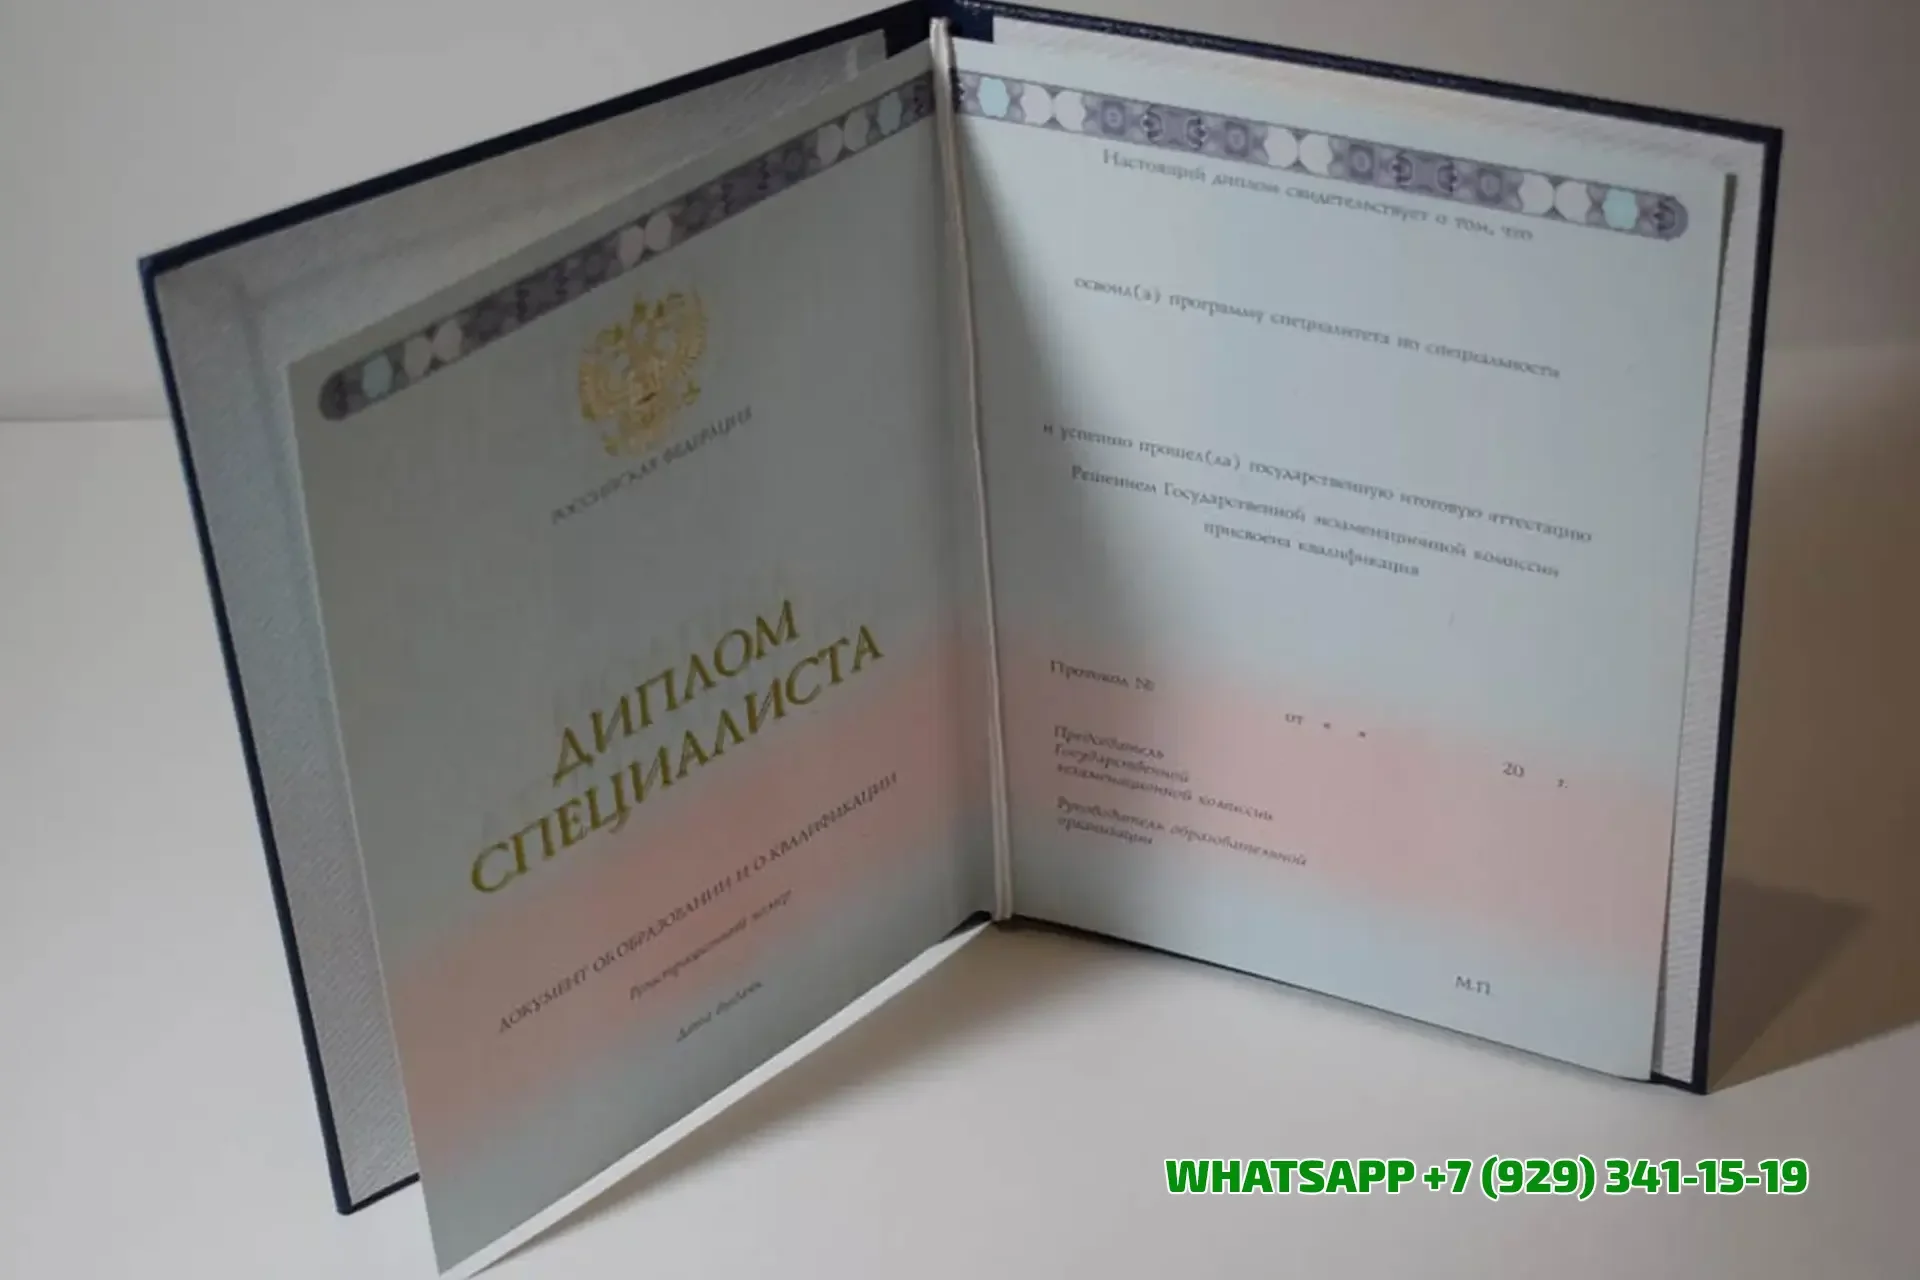 РОССИЙСКАЯ ФЕДЕРАЦИЯ
ДИПЛОМ
СПЕЦИАЛИСТА
ДОКУМЕНТ ОБ ОБРАЗОВАНИИ И О КВАЛИФИКАЦИИ
Регистрационный номер
Дата выдачи
Настоящий диплом свидетельствует о том, что
освоил(а) программу специалитета по специальности
и успешно прошел(ла) государственную итоговую аттестацию
Решением Государственной экзаменационной комиссии
присвоена квалификация
Протокол №
от « » 20 г.
Председатель
Государственной
экзаменационной комиссии
Руководитель образовательной
организации
М.П.
WHATSAPP +7 (929) 341-15-19